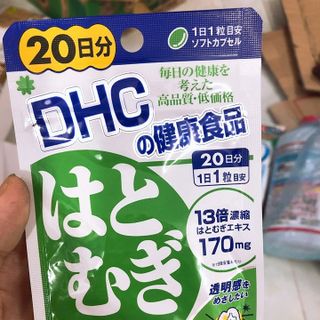 20日分
1日1粒目安
ソフトカプセル
毎日の健康を
考えた
高品質・低価格
DHC
の健康食品
20日分
1日1粒目安
はと
むぎ
13倍濃縮
はとむぎエキス
170mg
透明感を
めざしたい